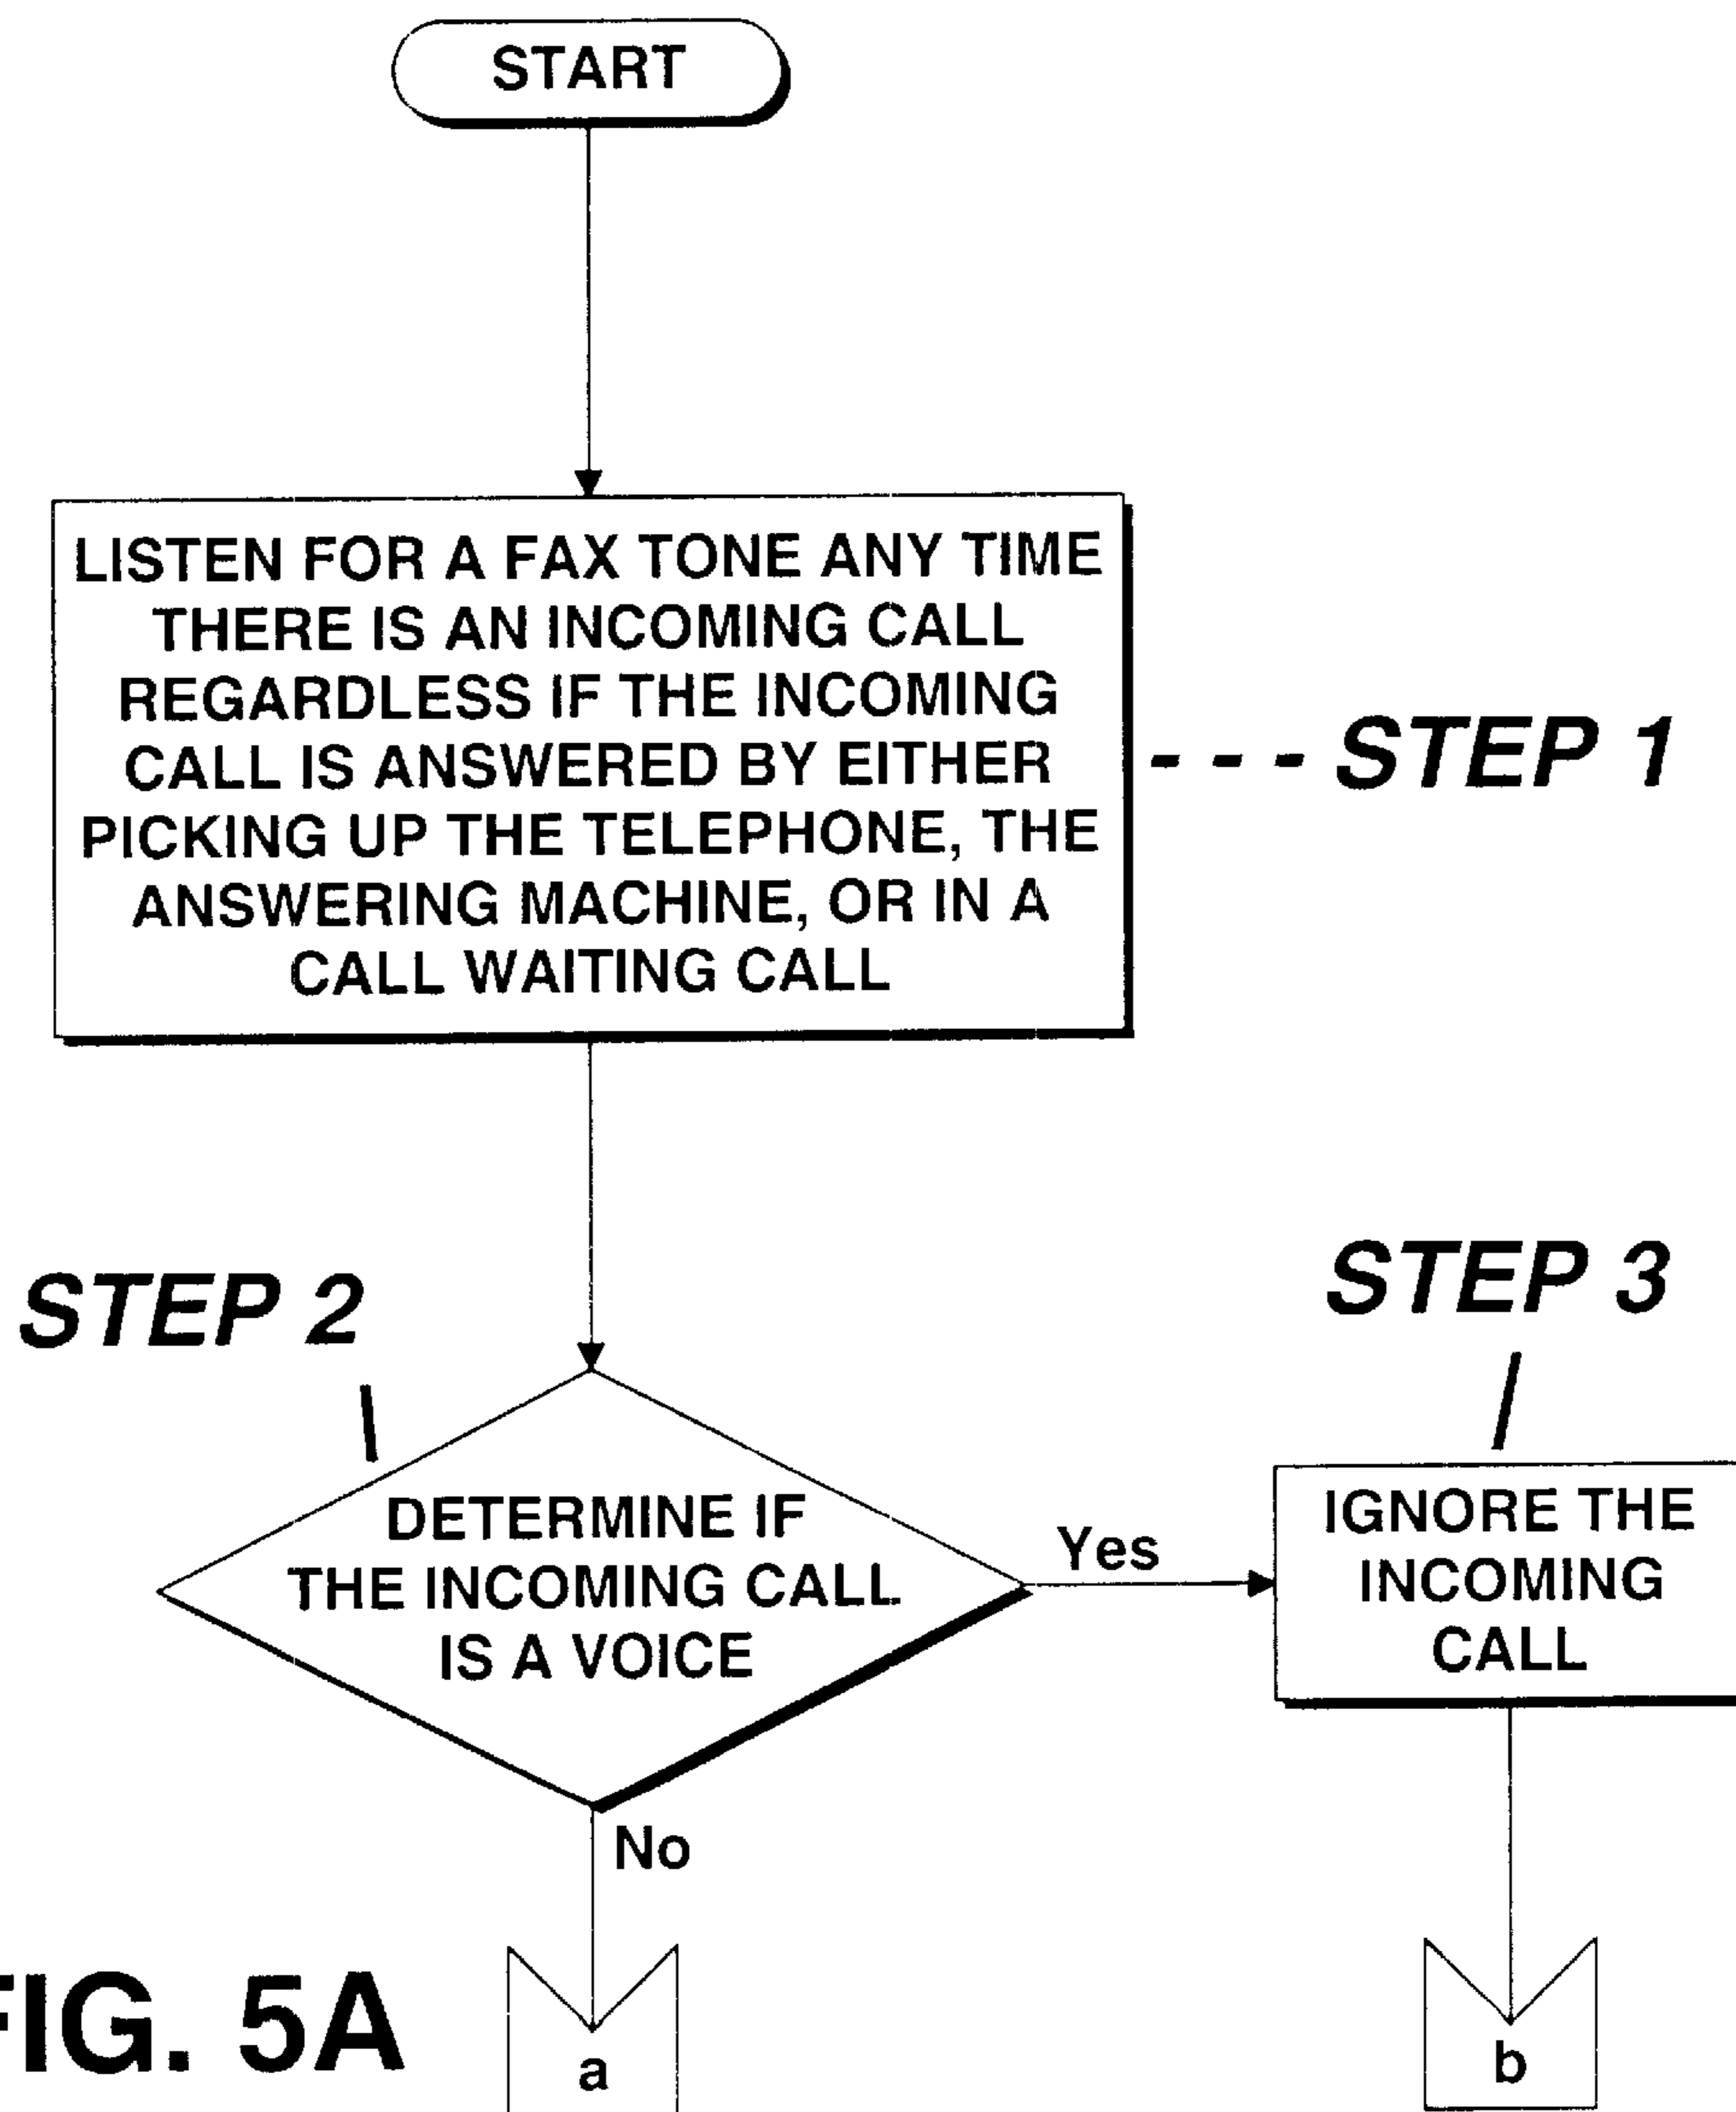 START
LISTEN FOR A FAX TONE ANY TIME
THERE IS AN INCOMING CALL
REGARDLESS IF THE INCOMING
CALL IS ANSWERED BY EITHER
PICKING UP THE TELEPHONE, THE
ANSWERING MACHINE, OR IN A
CALL WAITING CALL
- - - STEP 1
STEP 2
STEP 3
DETERMINE IF
THE INCOMING CALL
IS A VOICE
Yes
IGNORE THE
INCOMING
CALL
No
FIG. 5A
a
b